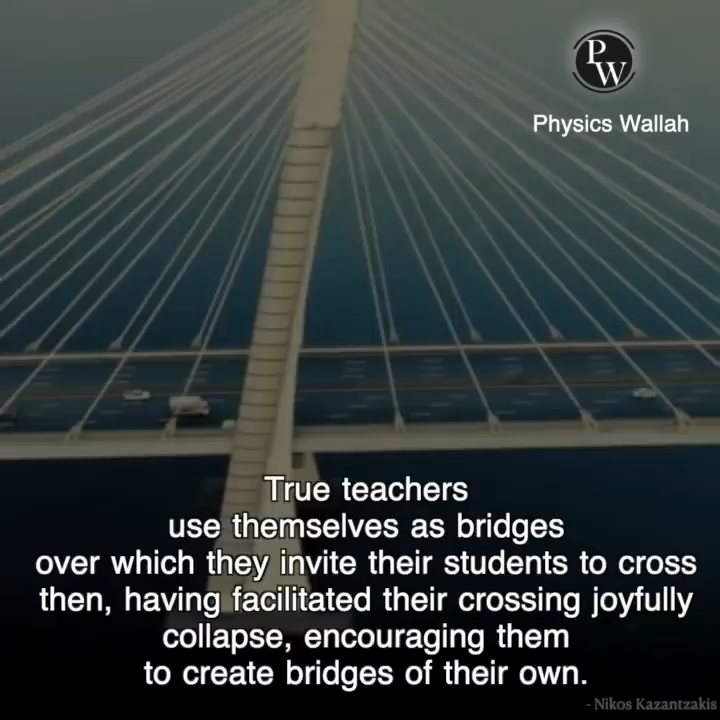 PW
Physics Wallah
True teachers
use themselves as bridges
over which they invite their students to cross
then, having facilitated their crossing joyfully
collapse, encouraging them
to create bridges of their own.
- Nikos Kazantzakis